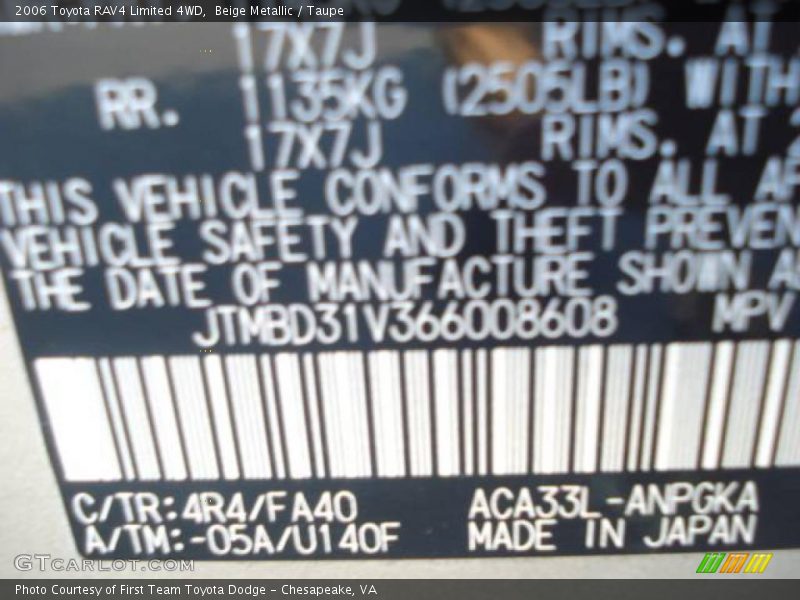 2006 Toyota RAV4 Limited 4WD, Beige Metallic / Taupe
17X7J RIMS. AT
RR. 1135KG (2505LB) WITH
17X7J RIMS. AT
THIS VEHICLE CONFORMS TO ALL
VEHICLE SAFETY AND THEFT PREVEN
THE DATE OF MANUFACTURE SHOWN
JTMBD31V366008608 MPV
C/TR:4R4/FA40 ACA33L-ANPGKA
A/TM:-05A/U140F MADE IN JAPAN
GTCARLOT.COM
Photo Courtesy of First Team Toyota Dodge – Chesapeake, VA